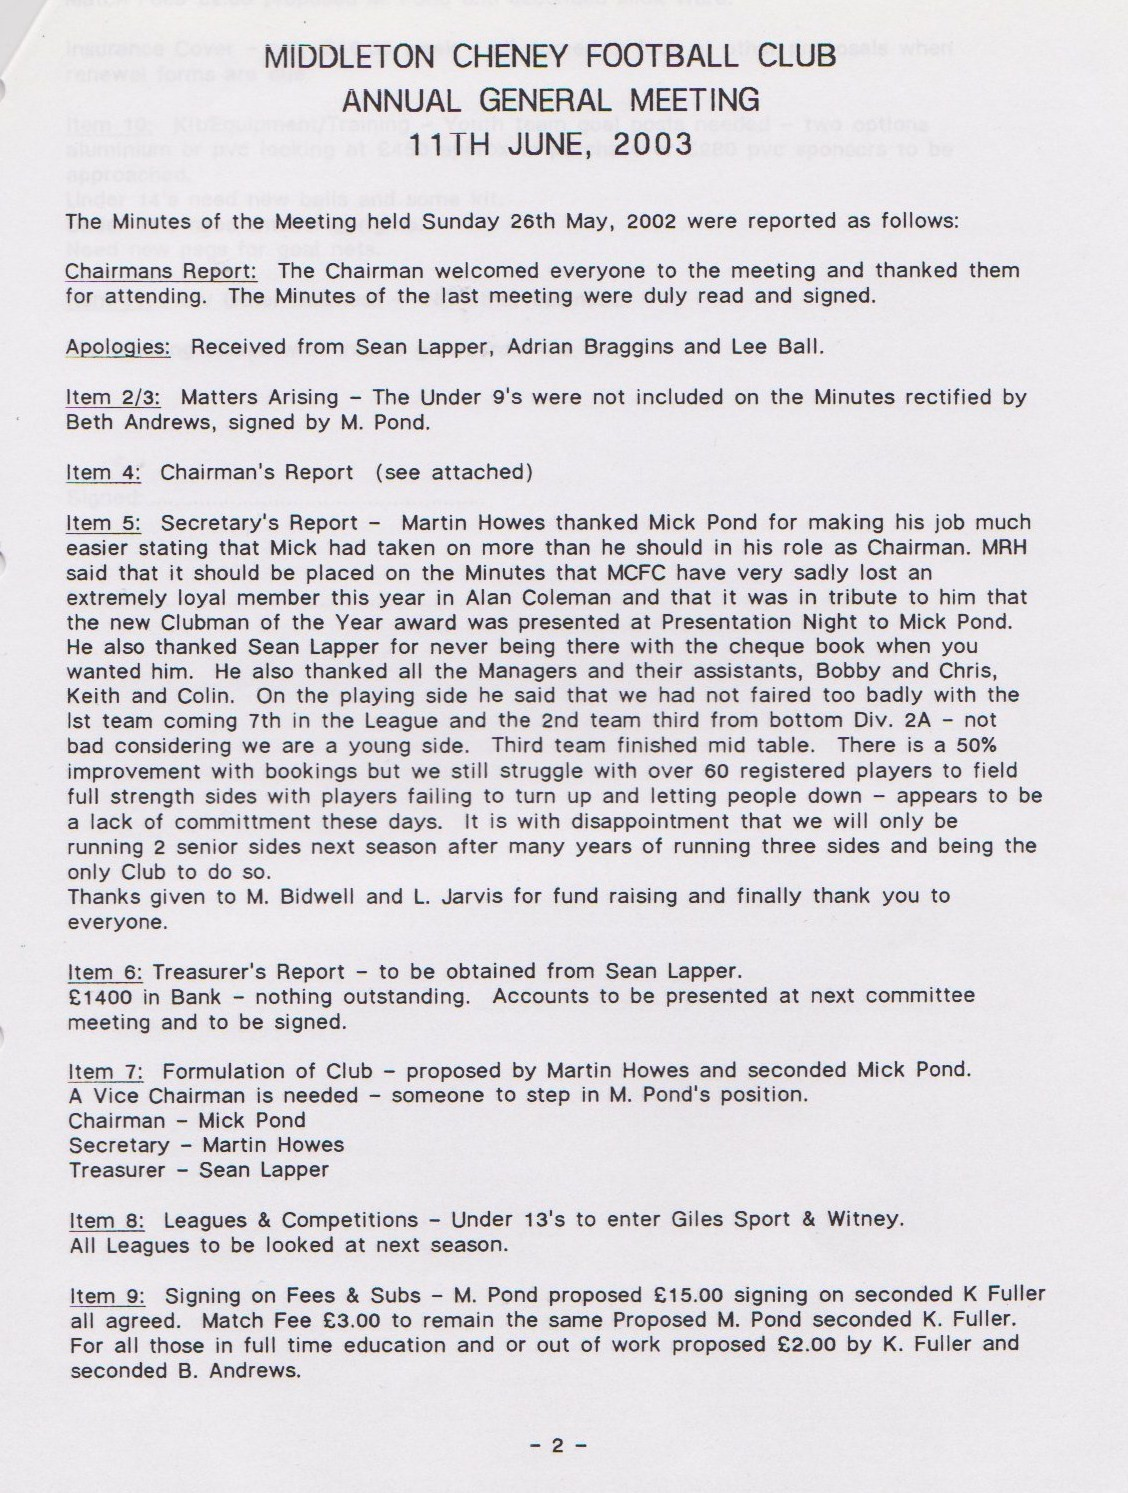 MIDDLETON CHENEY FOOTBALL CLUB
ANNUAL GENERAL MEETING
11TH JUNE, 2003
The Minutes of the Meeting held Sunday 26th May, 2002 were reported as follows:
Chairmans Report: The Chairman welcomed everyone to the meeting and thanked them
for attending. The Minutes of the last meeting were duly read and signed.
Apologies: Received from Sean Lapper, Adrian Braggins and Lee Ball.
Item 2/3: Matters Arising - The Under 9's were not included on the Minutes rectified by
Beth Andrews, signed by M. Pond.
Item 4: Chairman's Report (see attached)
Item 5: Secretary's Report - Martin Howes thanked Mick Pond for making his job much
easier stating that Mick had taken on more than he should in his role as Chairman. MRH
said that it should be placed on the Minutes that MCFC have very sadly lost an
extremely loyal member this year in Alan Coleman and that it was in tribute to him that
the new Clubman of the Year award was presented at Presentation Night to Mick Pond.
He also thanked Sean Lapper for never being there with the cheque book when you
wanted him. He also thanked all the Managers and their assistants, Bobby and Chris,
Keith and Colin. On the playing side he said that we had not faired too badly with the
Ist team coming 7th in the League and the 2nd team third from bottom Div. 2A - not
bad considering we are a young side. Third team finished mid table. There is a 50%
improvement with bookings but we still struggle with over 60 registered players to field
full strength sides with players failing to turn up and letting people down - appears to be
a lack of committment these days. It is with disappointment that we will only be
running 2 senior sides next season after many years of running three sides and being the
only Club to do so.
Thanks given to M. Bidwell and L. Jarvis for fund raising and finally thank you to
everyone.
Item 6: Treasurer's Report - to be obtained from Sean Lapper.
£1400 in Bank - nothing outstanding. Accounts to be presented at next committee
meeting and to be signed.
Item 7: Formulation of Club - proposed by Martin Howes and seconded Mick Pond.
A Vice Chairman is needed - someone to step in M. Pond's position.
Chairman - Mick Pond
Secretary - Martin Howes
Treasurer - Sean Lapper
Item 8: Leagues & Competitions - Under 13's to enter Giles Sport & Witney.
All Leagues to be looked at next season.
Item 9: Signing on Fees & Subs - M. Pond proposed £15.00 signing on seconded K Fuller
all agreed. Match Fee £3.00 to remain the same Proposed M. Pond seconded K. Fuller.
For all those in full time education and or out of work proposed £2.00 by K. Fuller and
seconded B. Andrews.
- 2 -